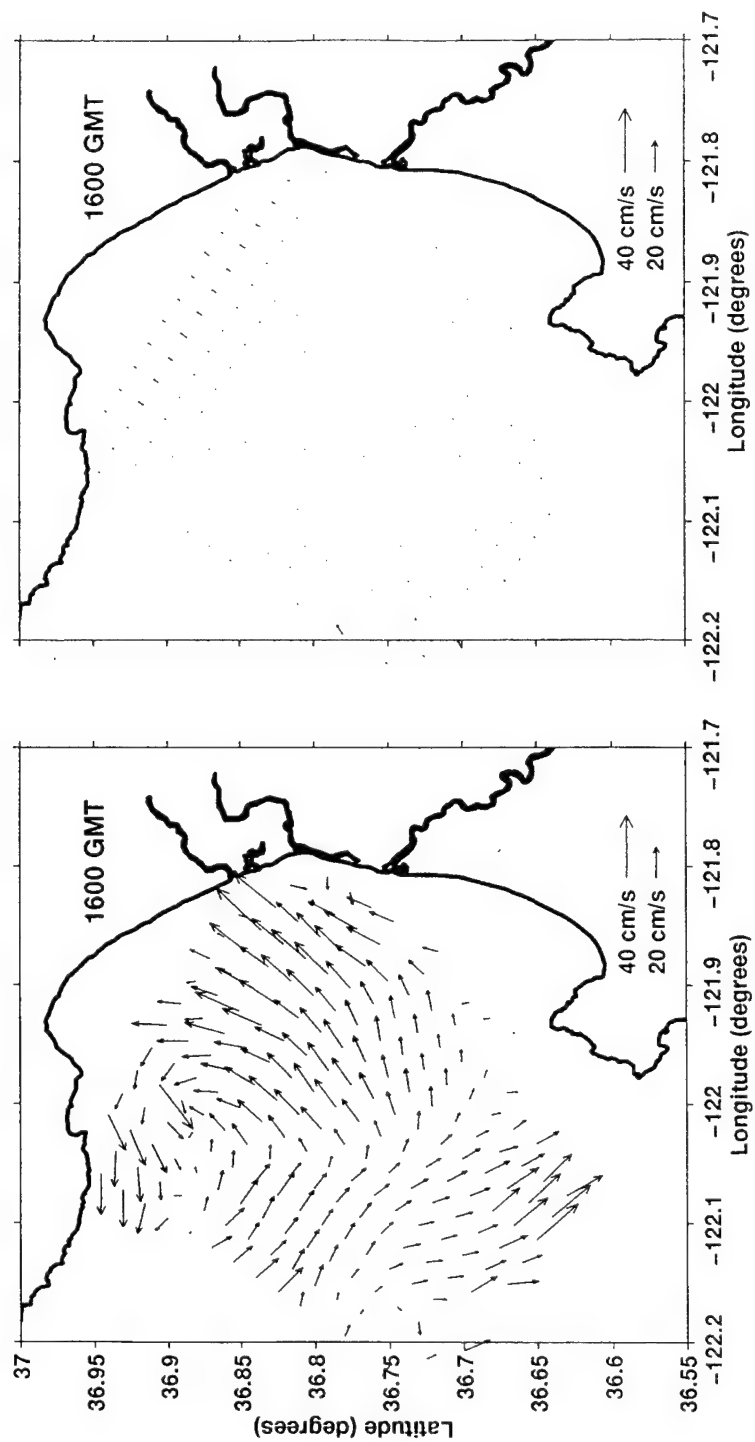 1600 GMT
40 cm/s
20 cm/s
37
36.95
36.9
36.85
36.8
36.75
36.7
36.65
36.6
36.55
Latitude (degrees)
-122.2
-122.1
-122
-121.9
-121.8
-121.7
Longitude (degrees)
1600 GMT
40 cm/s
20 cm/s
-122.2
-122.1
-122
-121.9
-121.8
-121.7
Longitude (degrees)